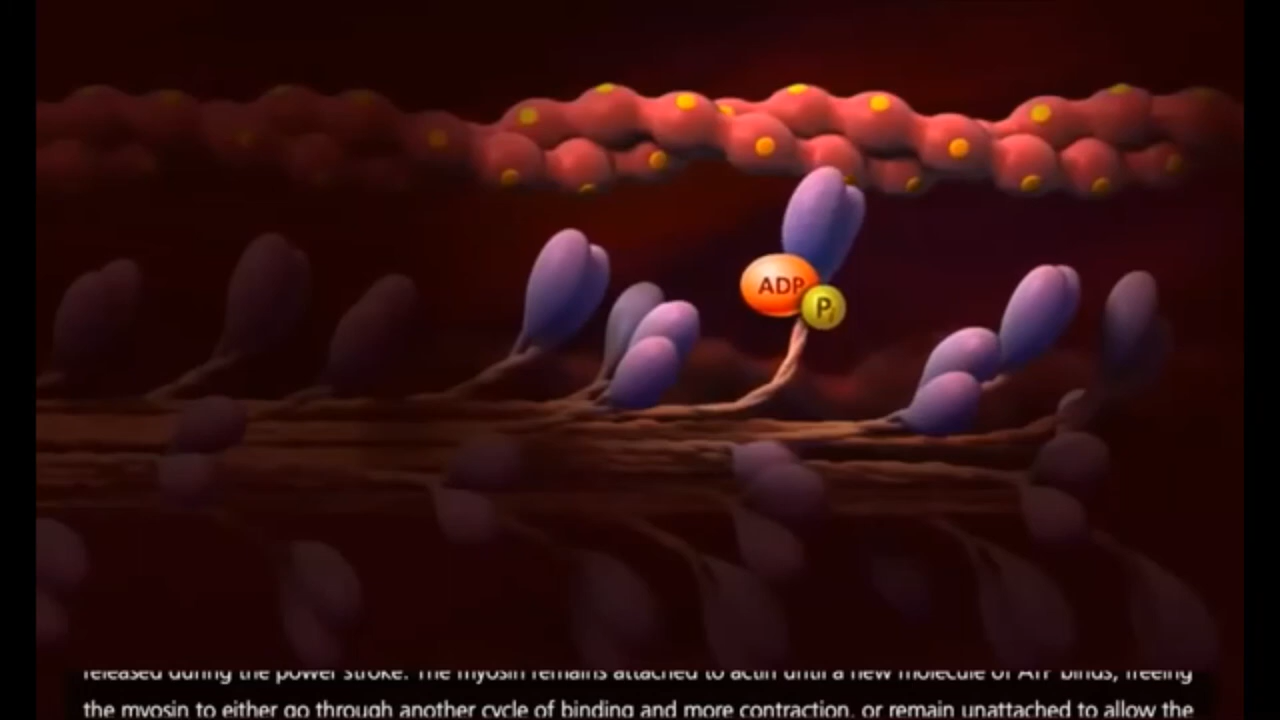 ADP
Pi
released during the power stroke. The myosin remains attached to actin until a new molecule of ATP binds, freeing
the myosin to either go through another cycle of binding and more contraction, or remain unattached to allow the